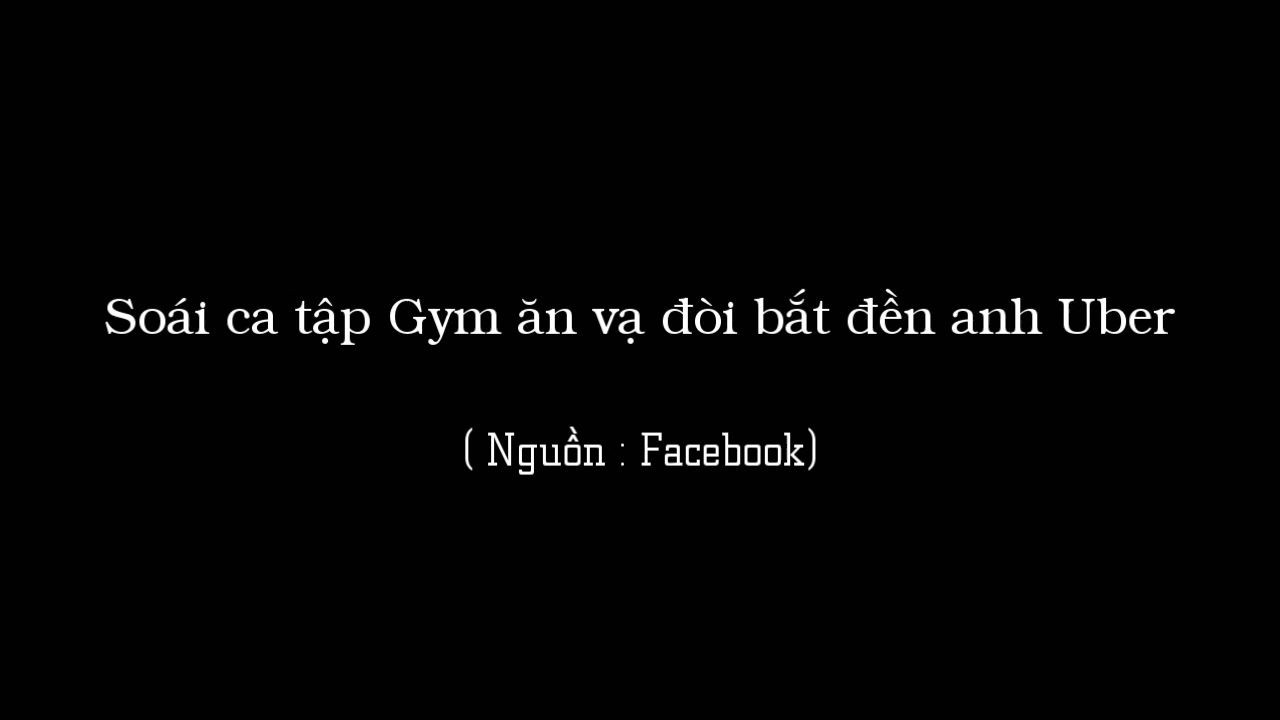 Soái ca tập Gym ăn vạ đòi bắt đền anh Uber
( Nguồn : Facebook)